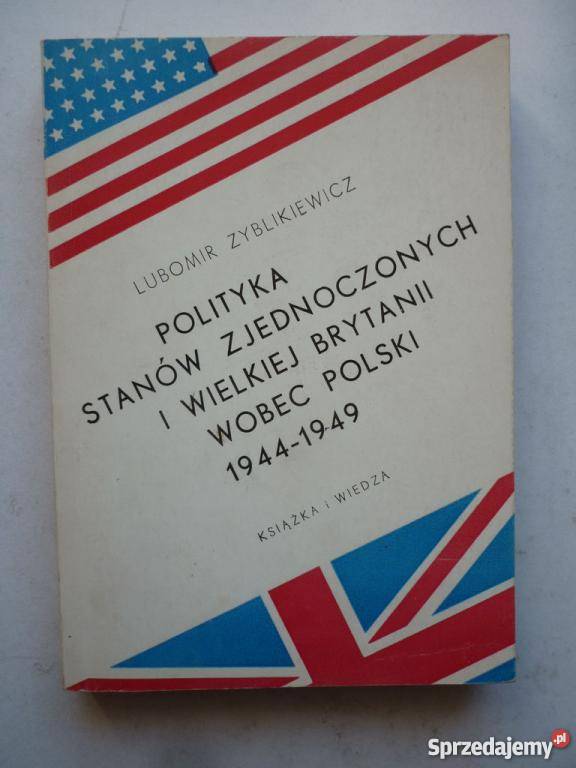 LUBOMIR ZYBLIKIEWICZ
POLITYKA
STANÓW ZJEDNOCZONYCH
I WIELKIEJ BRYTANII
WOBEC POLSKI
1944-1949
KSIĄŻKA i WIEDZA
Sprzedajemy.pl